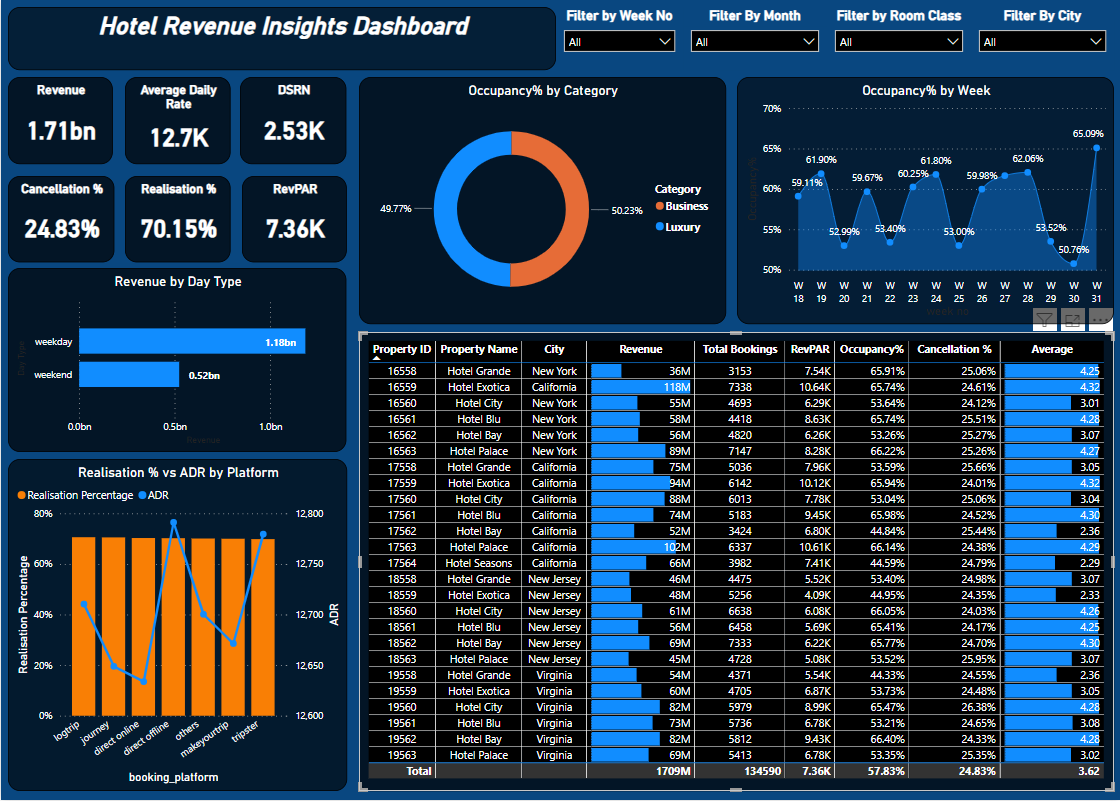 Hotel Revenue Insights Dashboard
Filter by Week No
All
Filter By Month
All
Filter by Room Class
All
Filter By City
All
Revenue
1.71bn
Average Daily
Rate
12.7K
DSRN
2.53K
Cancellation %
24.83%
Realisation %
70.15%
RevPAR
7.36K
Occupancy% by Category
49.77%
50.23%
Category
Business
Luxury
Occupancy% by Week
Occupancy%
70%
65%
60%
55%
50%
59.11%
61.90%
52.99%
59.67%
53.40%
60.25%
61.80%
53.00%
59.98%
62.06%
53.52%
50.76%
65.09%
W 18
W 19
W 20
W 21
W 22
W 23
W 24
W 25
W 26
W 27
W 28
W 29
W 30
W 31
Week no
Revenue by Day Type
Day Type
weekday
1.18bn
weekend
0.52bn
0.0bn 0.5bn 1.0bn
Revenue
Realisation % vs ADR by Platform
Realisation Percentage ADR
Realisation Percentage
80%
60%
40%
20%
0%
12,800
12,750
12,700
12,650
12,600
ADR
logtrip
journey
direct online
direct offline
others
makeyourtrip
tripster
booking_platform
Property ID Property Name City Revenue Total Bookings RevPAR Occupancy% Cancellation % Average
16558 Hotel Grande New York 36M 3153 7.54K 65.91% 25.06% 4.25
16559 Hotel Exotica California 118M 7338 10.64K 65.74% 24.61% 4.32
16560 Hotel City New York 55M 4693 6.29K 53.64% 24.12% 3.01
16561 Hotel Blu New York 58M 4418 8.63K 65.74% 25.51% 4.28
16562 Hotel Bay New York 56M 4820 6.26K 53.26% 25.27% 3.07
16563 Hotel Palace New York 89M 7147 8.28K 66.22% 25.26% 4.27
17558 Hotel Grande California 75M 5036 7.96K 53.59% 25.66% 3.05
17559 Hotel Exotica California 94M 6142 10.12K 65.94% 24.01% 4.32
17560 Hotel City California 88M 6013 7.78K 53.04% 25.06% 3.04
17561 Hotel Blu California 74M 5183 9.45K 65.98% 24.52% 4.30
17562 Hotel Bay California 52M 3424 6.80K 44.84% 25.44% 2.36
17563 Hotel Palace California 102M 6337 10.61K 66.14% 24.38% 4.29
17564 Hotel Seasons California 66M 3982 7.41K 44.59% 24.79% 2.29
18558 Hotel Grande New Jersey 46M 4475 5.52K 53.40% 24.98% 3.07
18559 Hotel Exotica New Jersey 48M 5256 4.09K 44.95% 24.35% 2.33
18560 Hotel City New Jersey 61M 6638 6.08K 66.05% 24.03% 4.26
18561 Hotel Blu New Jersey 56M 6458 5.69K 65.41% 24.17% 4.25
18562 Hotel Bay New Jersey 69M 7333 6.22K 65.77% 24.70% 4.30
18563 Hotel Palace New Jersey 45M 4728 5.08K 53.52% 25.95% 3.07
19558 Hotel Grande Virginia 54M 4371 5.54K 44.33% 24.55% 2.36
19559 Hotel Exotica Virginia 60M 4705 6.87K 53.73% 24.48% 3.05
19560 Hotel City Virginia 82M 5979 8.99K 65.47% 26.38% 4.28
19561 Hotel Blu Virginia 73M 5736 6.78K 53.21% 24.65% 3.08
19562 Hotel Bay Virginia 82M 5812 9.43K 66.40% 24.33% 4.28
19563 Hotel Palace Virginia 69M 5413 6.78K 53.35% 25.35% 3.02
Total 1709M 134590 7.36K 57.83% 24.83% 3.62